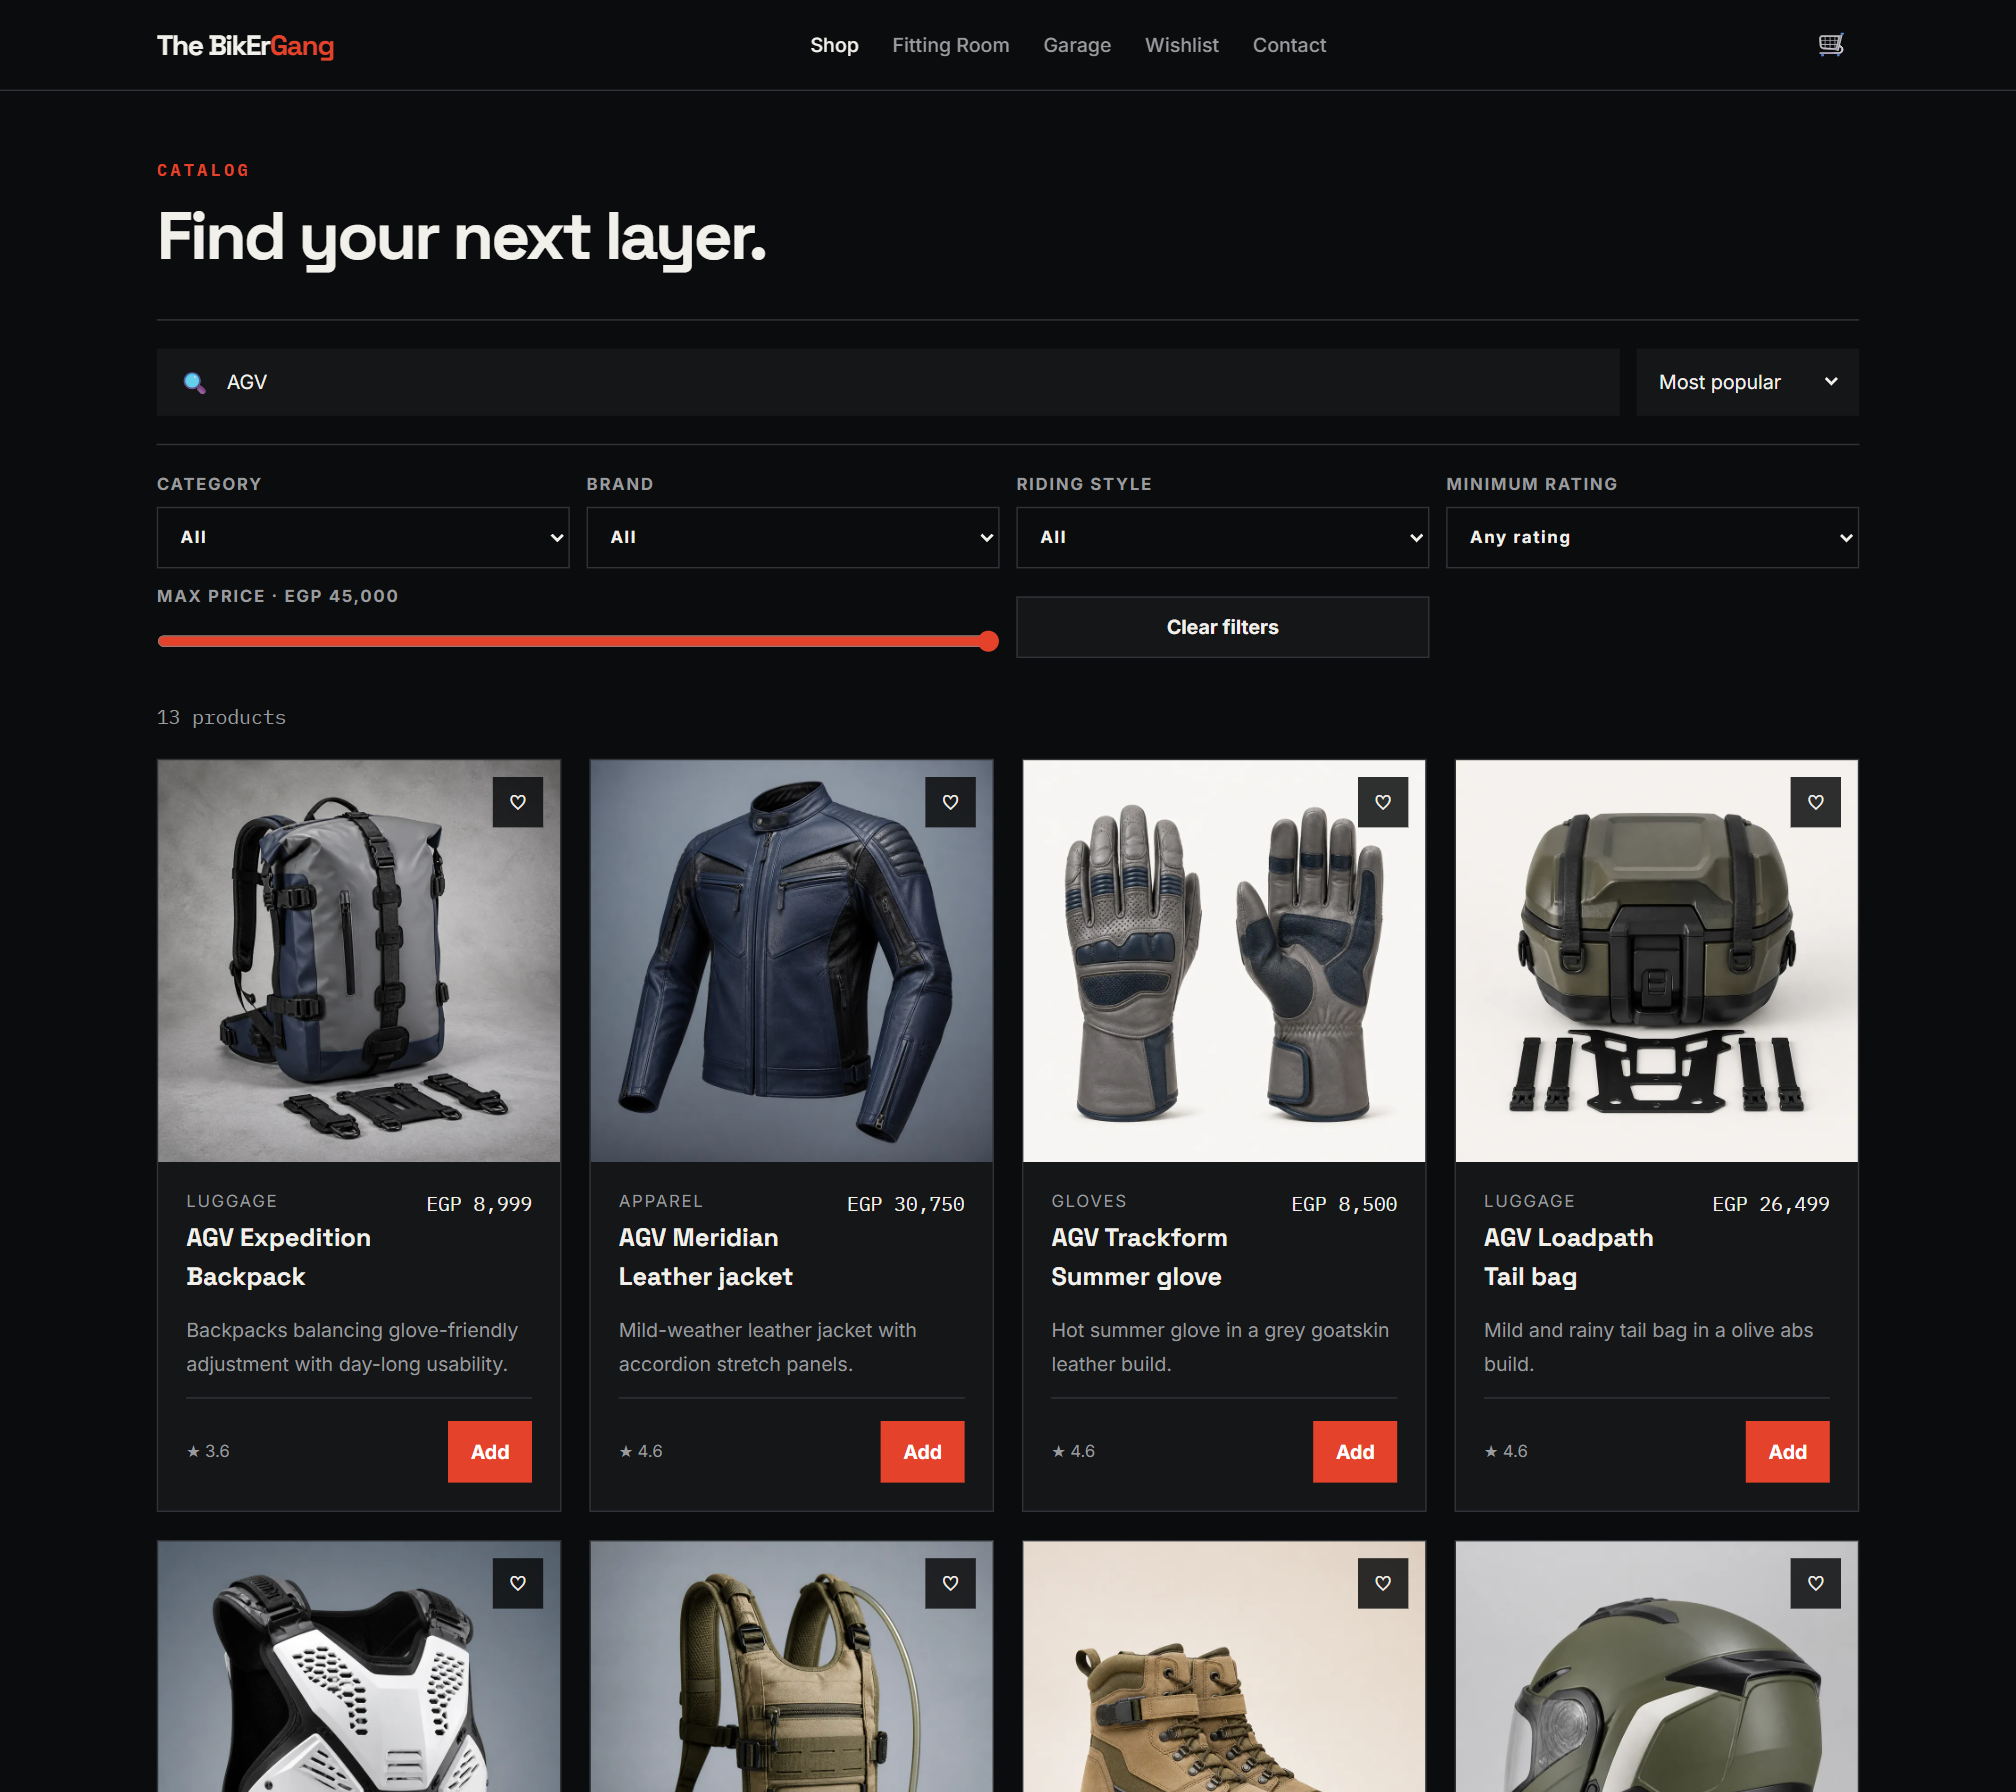 The BikErGang
Shop
Fitting Room
Garage
Wishlist
Contact
CATALOG
Find your next layer.
AGV
Most popular
CATEGORY
BRAND
RIDING STYLE
MINIMUM RATING
All
All
All
Any rating
MAX PRICE · EGP 45,000
Clear filters
13 products
LUGGAGE
EGP 8,999
AGV Expedition
Backpack
Backpacks balancing glove-friendly
adjustment with day-long usability.
★ 3.6
Add
APPAREL
EGP 30,750
AGV Meridian
Leather jacket
Mild-weather leather jacket with
accordion stretch panels.
★ 4.6
Add
GLOVES
EGP 8,500
AGV Trackform
Summer glove
Hot summer glove in a grey goatskin
leather build.
★ 4.6
Add
LUGGAGE
EGP 26,499
AGV Loadpath
Tail bag
Mild and rainy tail bag in a olive abs
build.
★ 4.6
Add